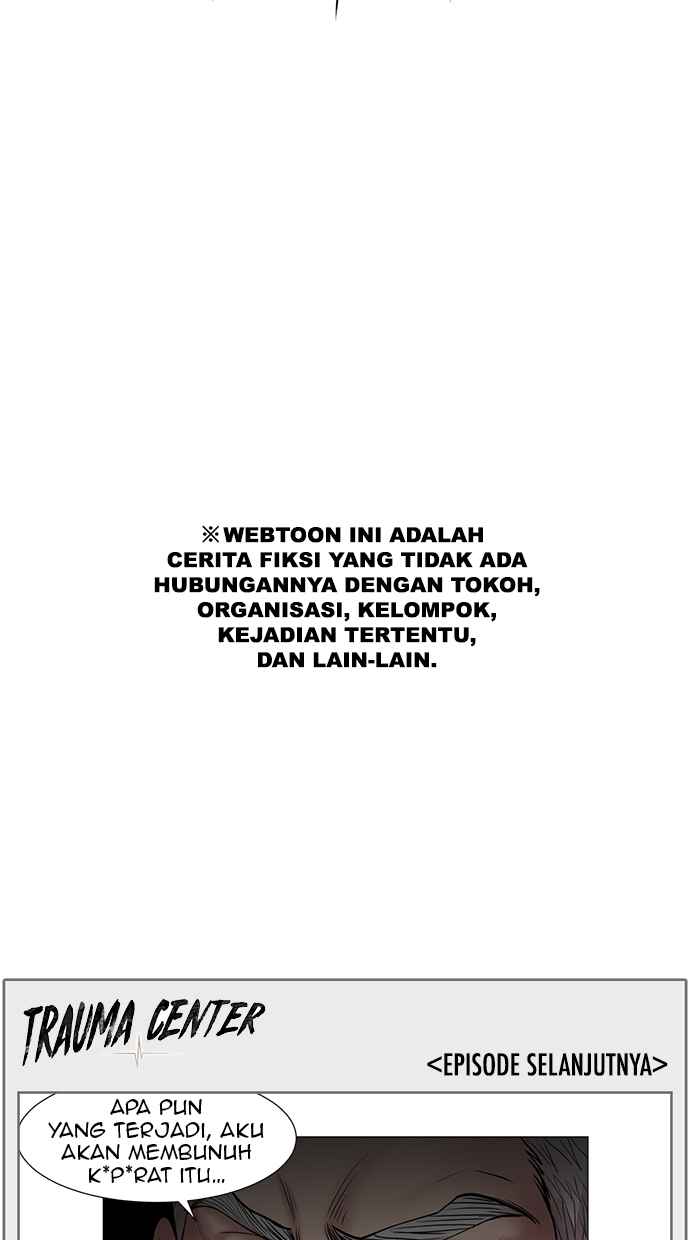 ※WEBTOON INI ADALAH
CERITA FIKSI YANG TIDAK ADA
HUBUNGANNYA DENGAN TOKOH,
ORGANISASI, KELOMPOK,
KEJADIAN TERTENTU,
DAN LAIN-LAIN.
TRAUMA CENTER
<EPISODE SELANJUTNYA>
APA PUN
YANG TERJADI, AKU
AKAN MEMBUNUH
K*P*RAT ITU...